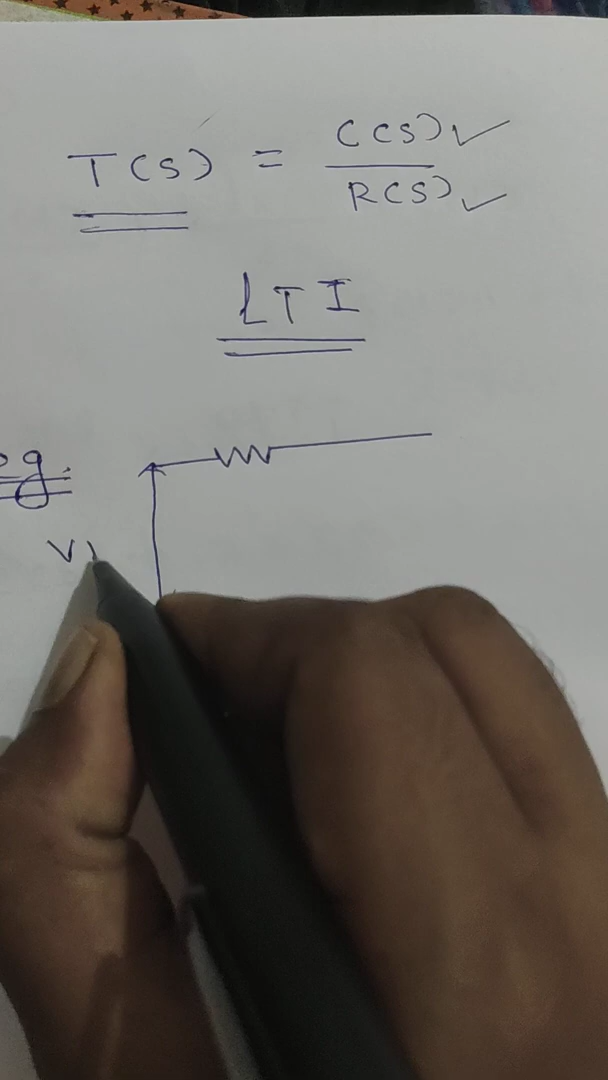 T(s) = C(s) ✓
R(s) ✓
LTI
eg.
V